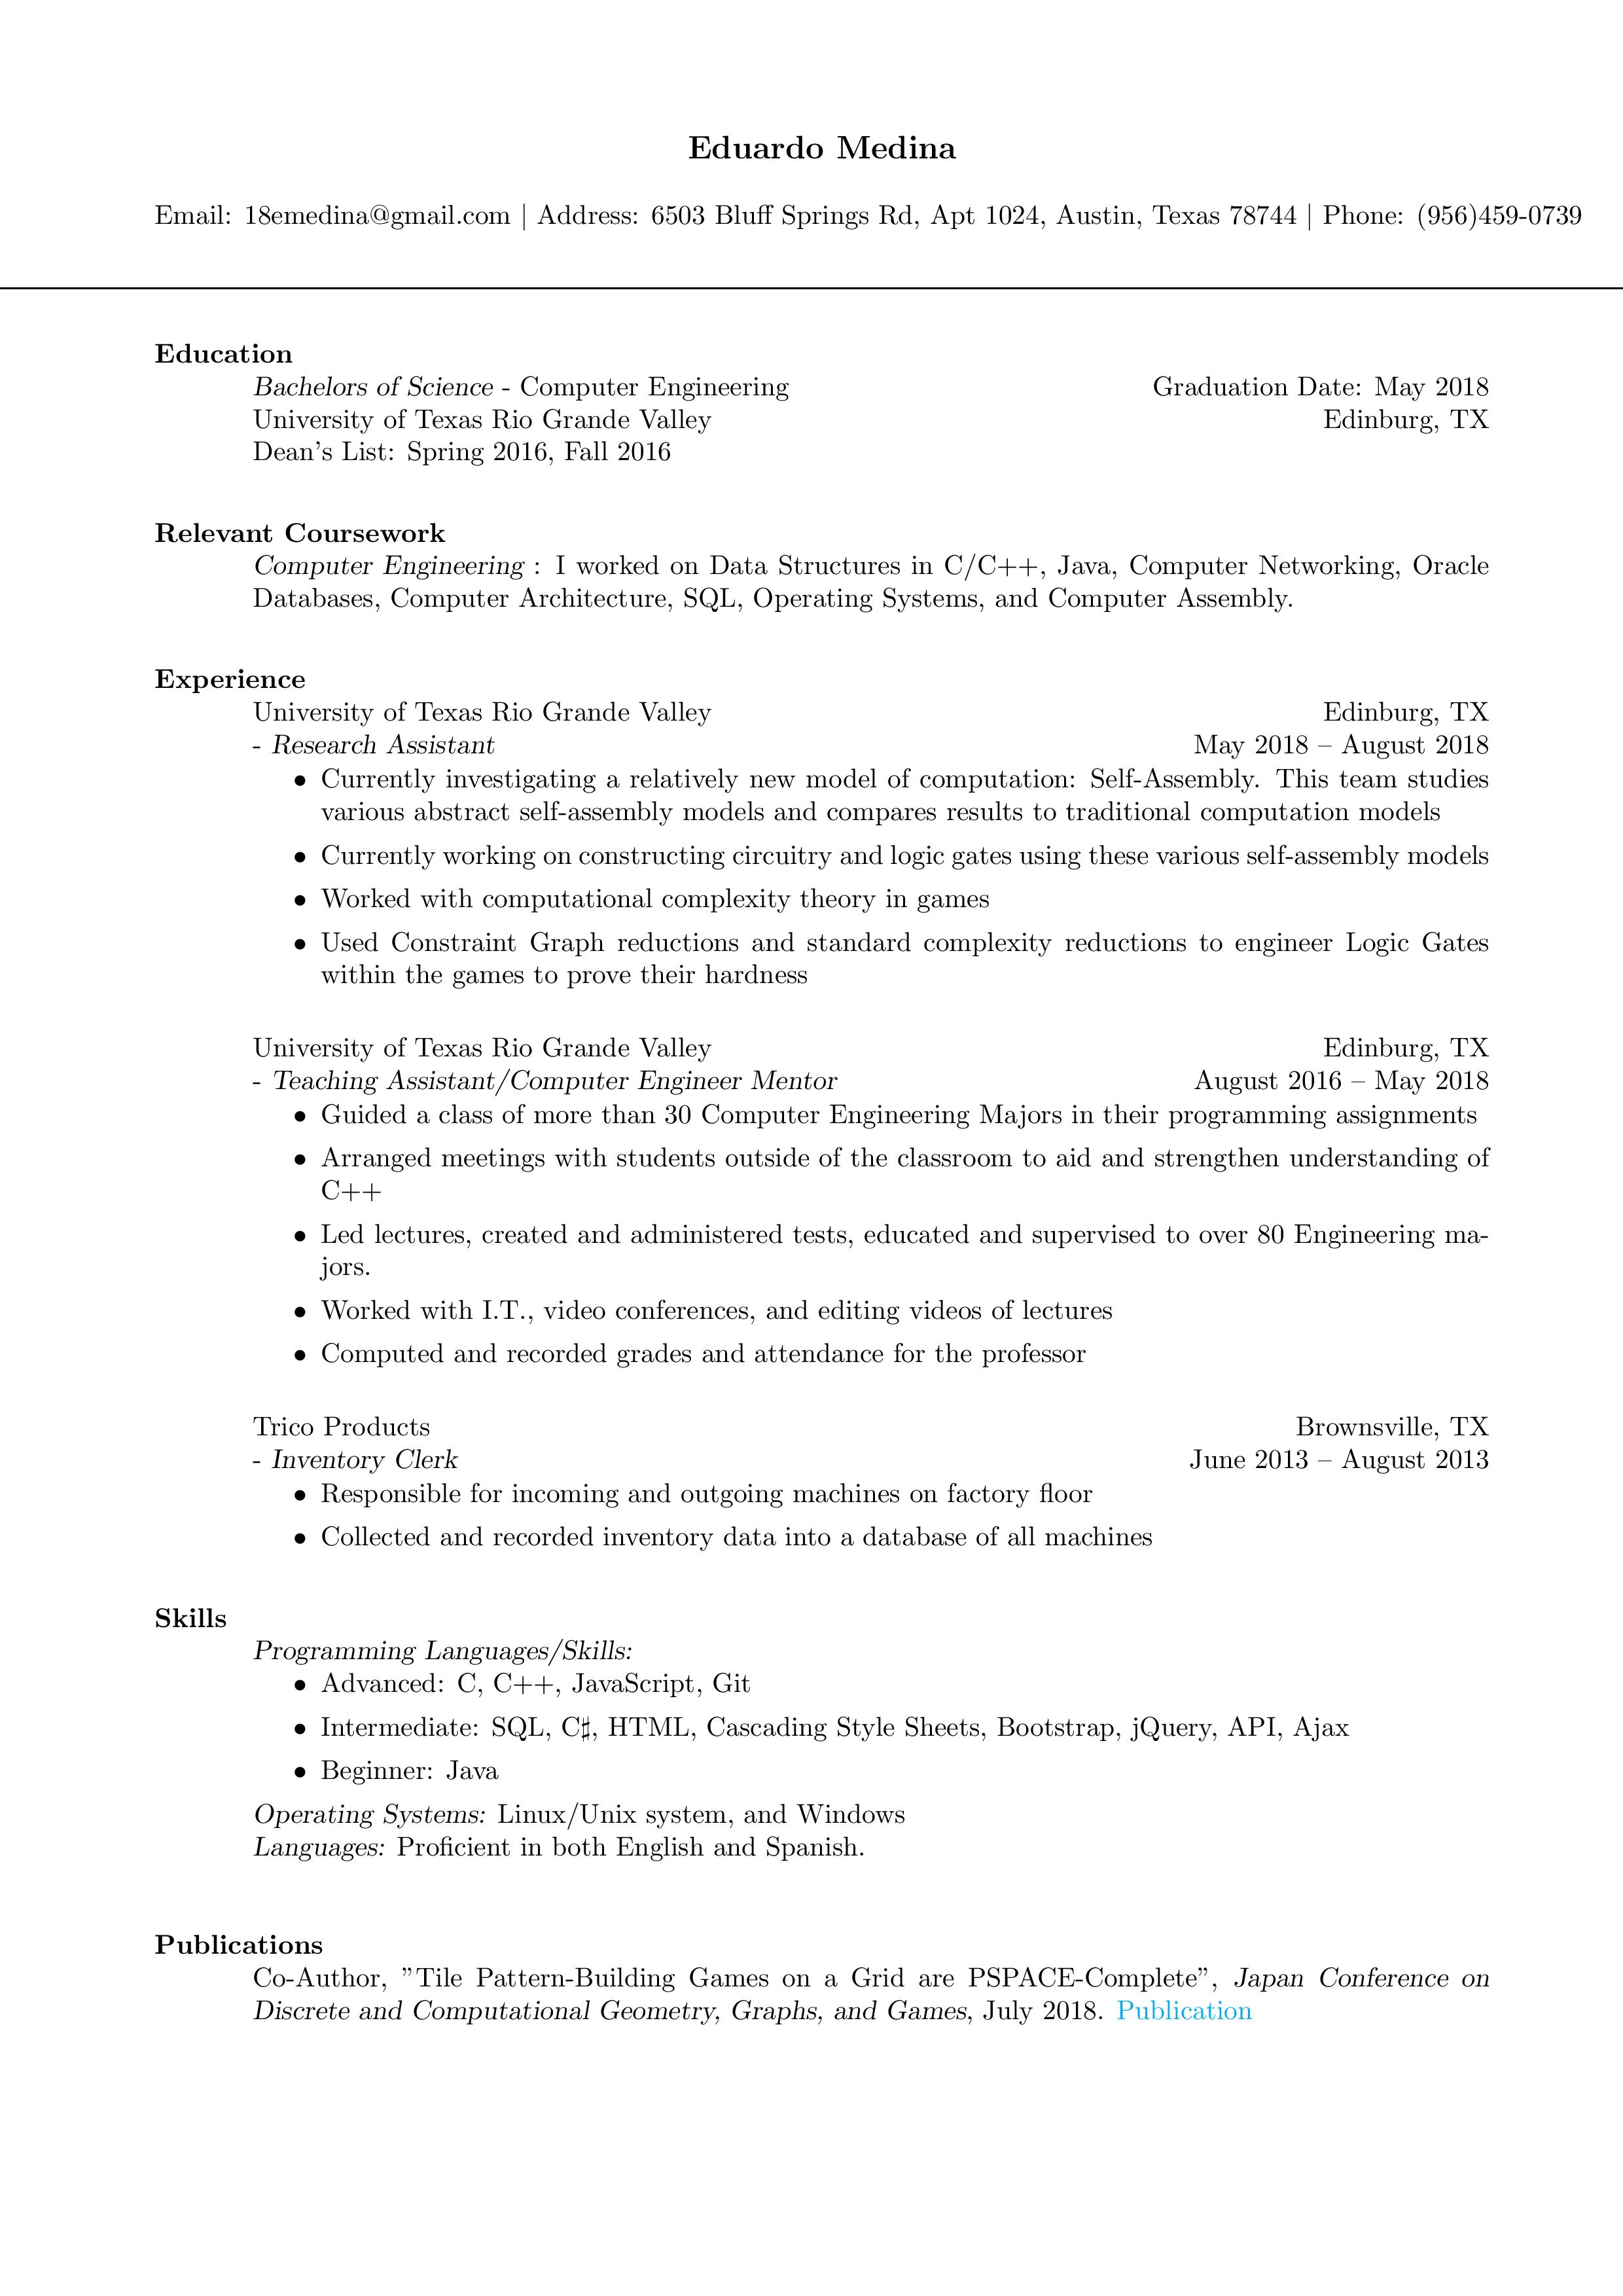 Eduardo Medina
Email: 18emedina@gmail.com | Address: 6503 Bluff Springs Rd, Apt 1024, Austin, Texas 78744 | Phone: (956)459-0739
Education
Bachelors of Science - Computer Engineering Graduation Date: May 2018
University of Texas Rio Grande Valley Edinburg, TX
Dean's List: Spring 2016, Fall 2016
Relevant Coursework
Computer Engineering : I worked on Data Structures in C/C++, Java, Computer Networking, Oracle
Databases, Computer Architecture, SQL, Operating Systems, and Computer Assembly.
Experience
University of Texas Rio Grande Valley Edinburg, TX
- Research Assistant May 2018 – August 2018
• Currently investigating a relatively new model of computation: Self-Assembly. This team studies
various abstract self-assembly models and compares results to traditional computation models
• Currently working on constructing circuitry and logic gates using these various self-assembly models
• Worked with computational complexity theory in games
• Used Constraint Graph reductions and standard complexity reductions to engineer Logic Gates
within the games to prove their hardness
University of Texas Rio Grande Valley Edinburg, TX
- Teaching Assistant/Computer Engineer Mentor August 2016 – May 2018
• Guided a class of more than 30 Computer Engineering Majors in their programming assignments
• Arranged meetings with students outside of the classroom to aid and strengthen understanding of
C++
• Led lectures, created and administered tests, educated and supervised to over 80 Engineering ma-
jors.
• Worked with I.T., video conferences, and editing videos of lectures
• Computed and recorded grades and attendance for the professor
Trico Products Brownsville, TX
- Inventory Clerk June 2013 – August 2013
• Responsible for incoming and outgoing machines on factory floor
• Collected and recorded inventory data into a database of all machines
Skills
Programming Languages/Skills:
• Advanced: C, C++, JavaScript, Git
• Intermediate: SQL, C♯, HTML, Cascading Style Sheets, Bootstrap, jQuery, API, Ajax
• Beginner: Java
Operating Systems: Linux/Unix system, and Windows
Languages: Proficient in both English and Spanish.
Publications
Co-Author, ”Tile Pattern-Building Games on a Grid are PSPACE-Complete”, Japan Conference on
Discrete and Computational Geometry, Graphs, and Games, July 2018. Publication